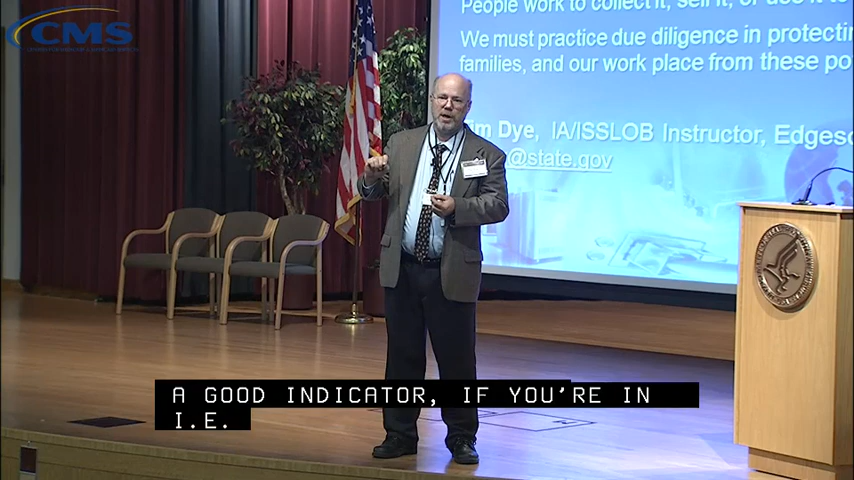 CMS
People work to collect it, sell it, or use it to
We must practice due diligence in protectin
families, and our work place from these po
im Dye, IA/ISSLOB Instructor, Edgesc
@state.gov
A GOOD INDICATOR, IF YOU'RE IN
I.E.